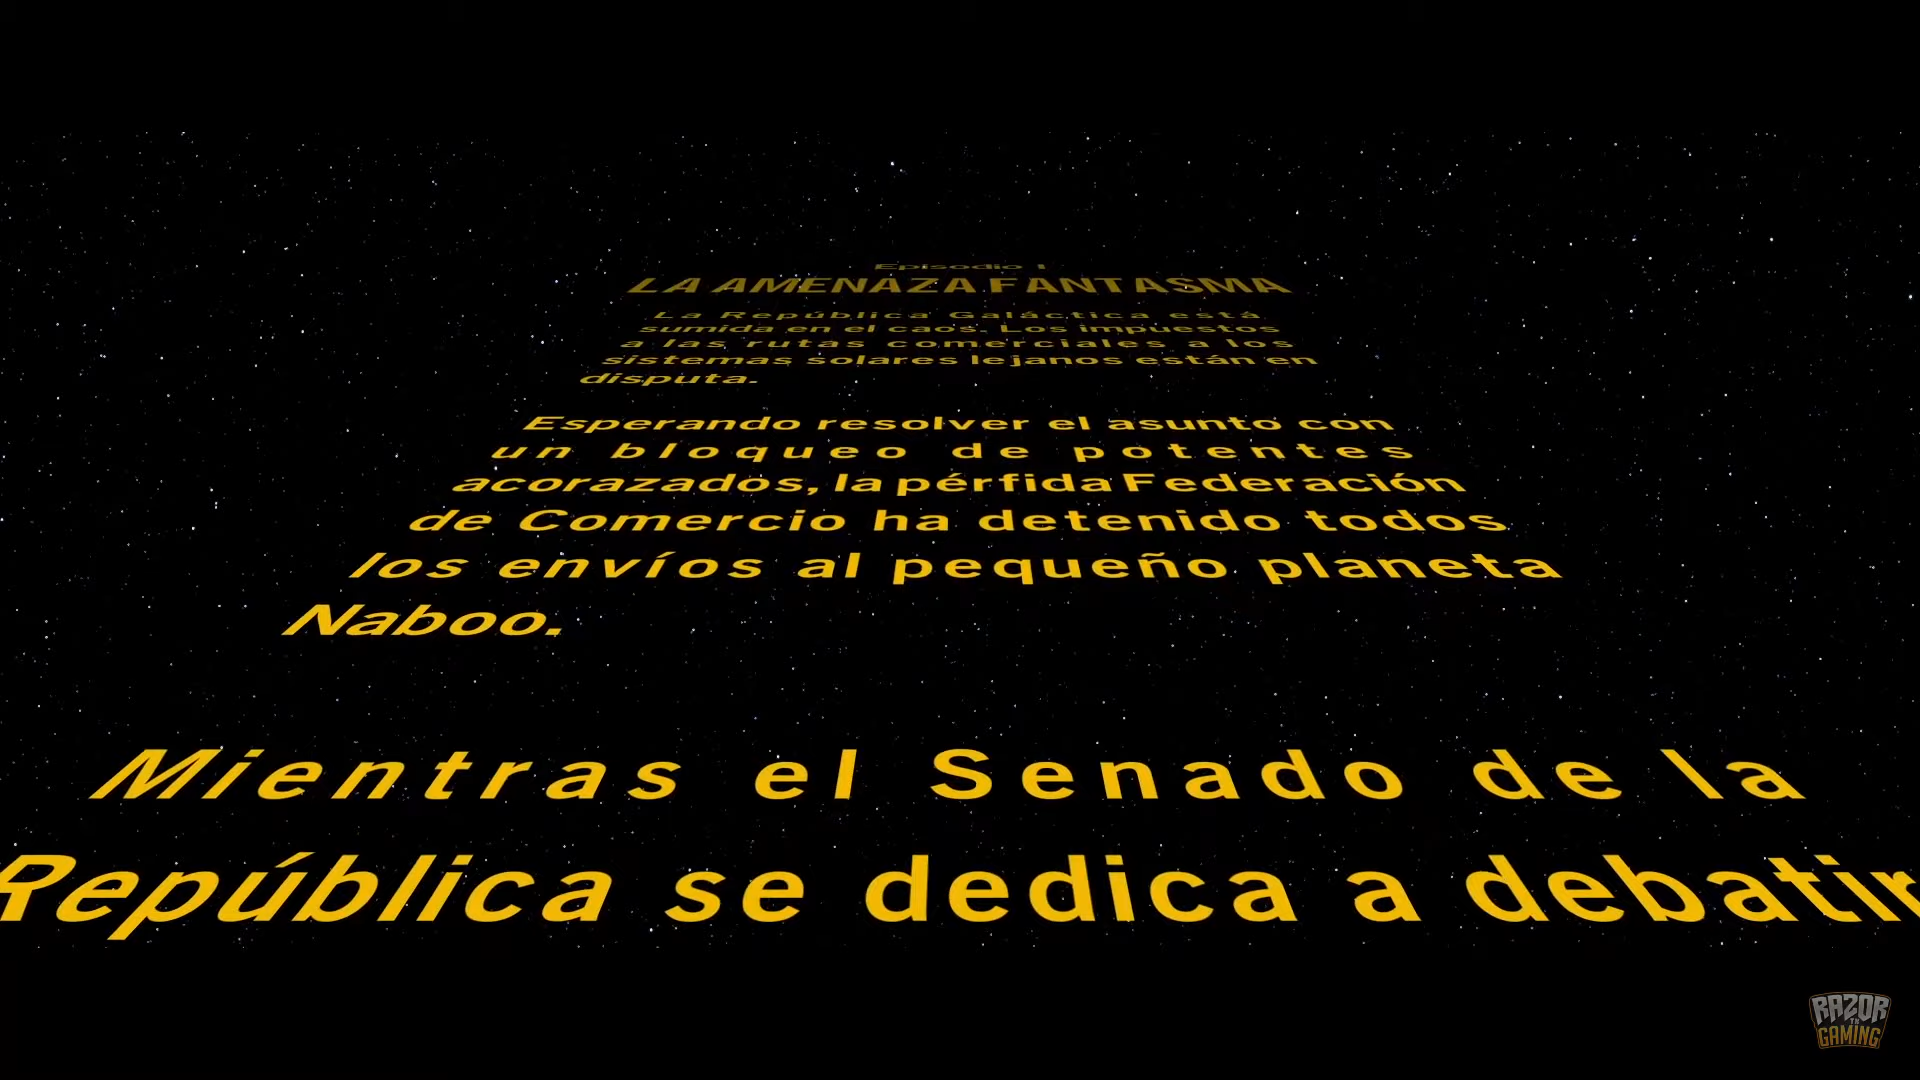 Episodio I
LA AMENAZA FANTASMA
La República Galáctica está
sumida en el caos. Los impuestos
a las rutas comerciales a los
sistemas solares lejanos están en
disputa.
Esperando resolver el asunto con
un bloqueo de potentes
acorazados, la pérfida Federación
de Comercio ha detenido todos
los envíos al pequeño planeta
Naboo.
Mientras el Senado de la
República se dedica a debatir
RAZOR
TN
GAMING